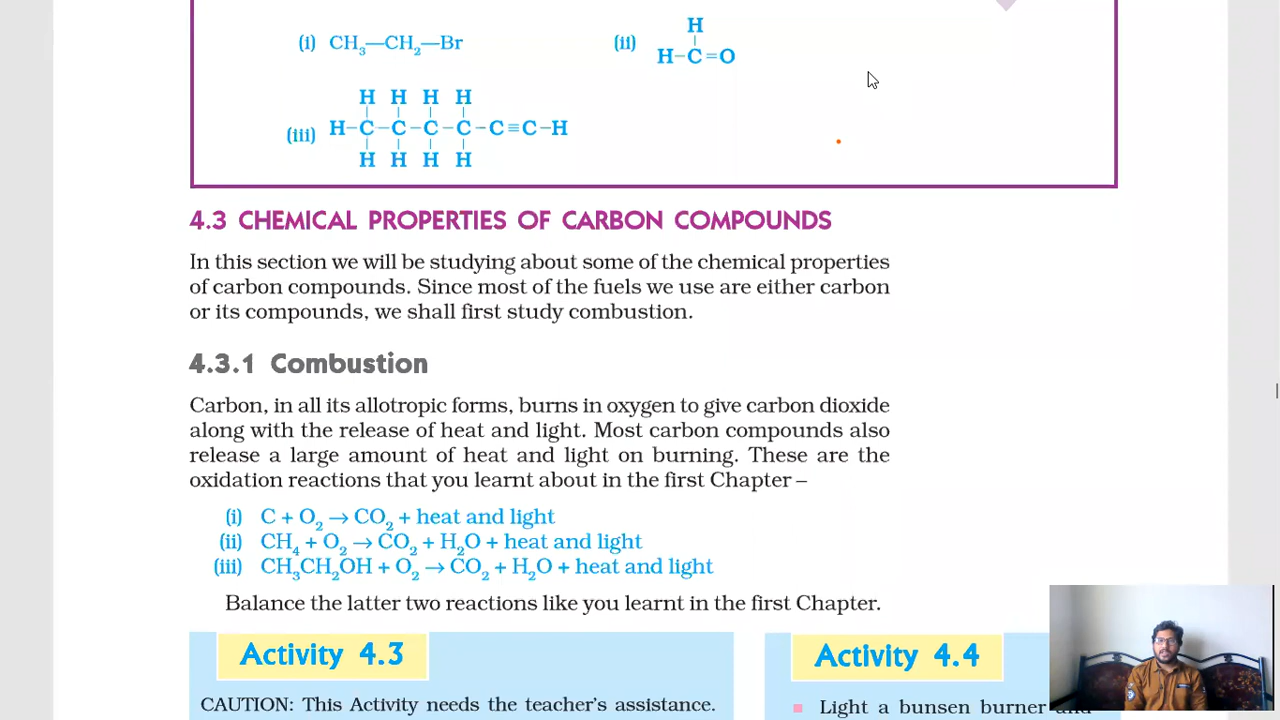 (i) CH₃—CH₂—Br (ii) H
H–C=O
H H H H
(iii) H–C–C–C–C–C≡C–H
H H H H
4.3 CHEMICAL PROPERTIES OF CARBON COMPOUNDS
In this section we will be studying about some of the chemical properties
of carbon compounds. Since most of the fuels we use are either carbon
or its compounds, we shall first study combustion.
4.3.1 Combustion
Carbon, in all its allotropic forms, burns in oxygen to give carbon dioxide
along with the release of heat and light. Most carbon compounds also
release a large amount of heat and light on burning. These are the
oxidation reactions that you learnt about in the first Chapter –
(i) C + O₂ → CO₂ + heat and light
(ii) CH₄ + O₂ → CO₂ + H₂O + heat and light
(iii) CH₃CH₂OH + O₂ → CO₂ + H₂O + heat and light
Balance the latter two reactions like you learnt in the first Chapter.
Activity 4.3
CAUTION: This Activity needs the teacher’s assistance.
Activity 4.4
Light a bunsen burner and